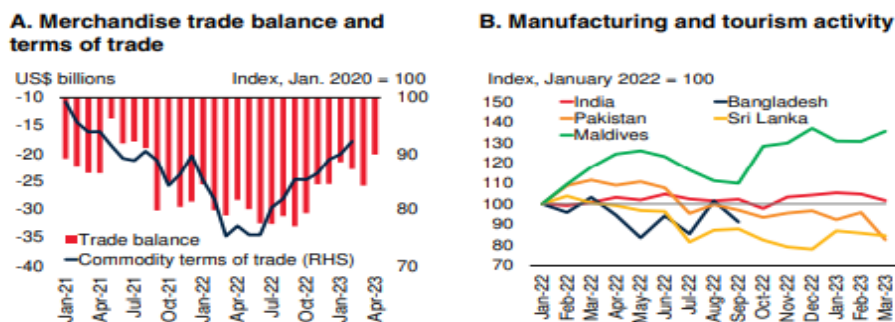 A. Merchandise trade balance and
terms of trade
US$ billions Index, Jan. 2020 = 100
-10 100
-15
-20 90
-25
-30 80
-35
-40 70
Trade balance
Commodity terms of trade (RHS)
Jan-21 Apr-21 Jul-21 Oct-21 Jan-22 Apr-22 Jul-22 Oct-22 Jan-23 Apr-23
B. Manufacturing and tourism activity
Index, January 2022 = 100
150
140
130
120
110
100
90
80
70
India Bangladesh
Pakistan Sri Lanka
Maldives
Jan-22 Feb-22 Mar-22 Apr-22 May-22 Jun-22 Jul-22 Aug-22 Sep-22 Oct-22 Nov-22 Dec-22 Jan-23 Feb-23 Mar-23